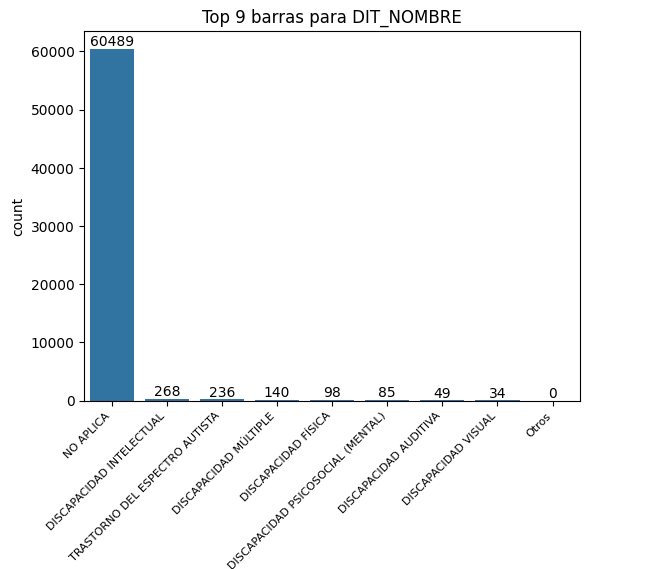 Top 9 barras para DIT_NOMBRE
count
60000
50000
40000
30000
20000
10000
0
60489
268
236
140
98
85
49
34
0
NO APLICA
DISCAPACIDAD INTELECTUAL
TRASTORNO DEL ESPECTRO AUTISTA
DISCAPACIDAD MÚLTIPLE
DISCAPACIDAD FÍSICA
DISCAPACIDAD PSICOSOCIAL (MENTAL)
DISCAPACIDAD AUDITIVA
DISCAPACIDAD VISUAL
Otros